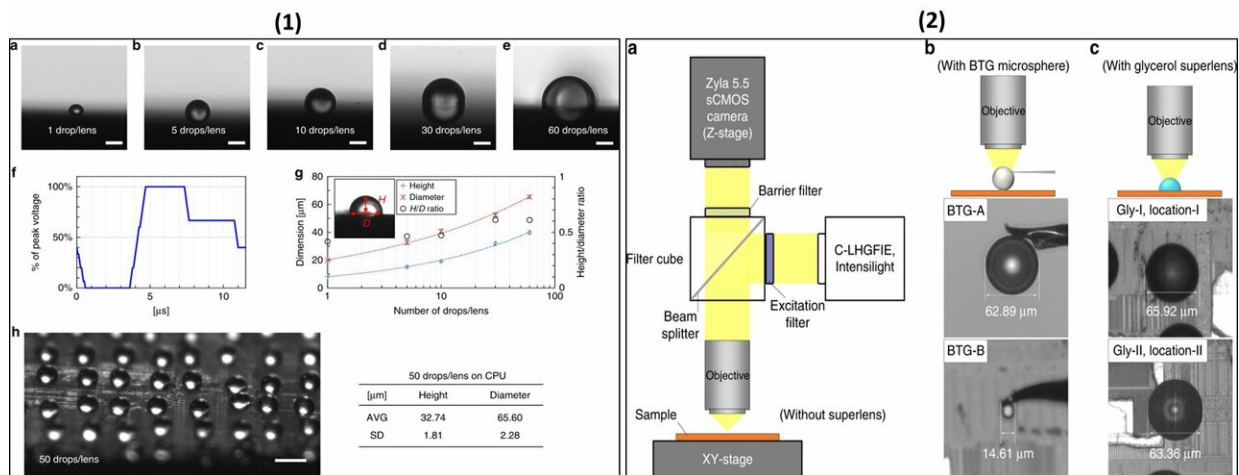 (1)
a
b
c
d
e
1 drop/lens
5 drops/lens
10 drops/lens
30 drops/lens
60 drops/lens
f
100%
50%
0%
% of peak voltage
0
5
10
[µs]
g
80
60
40
20
0
Dimension [µm]
H
D
Height
Diameter
H/D ratio
1
0.5
0
Height/diameter ratio
1
10
100
Number of drops/lens
h
50 drops/lens
50 drops/lens on CPU
[µm] Height Diameter
AVG 32.74 65.60
SD 1.81 2.28
(2)
a
Zyla 5.5
sCMOS
camera
(Z-stage)
Barrier filter
Filter cube
C-LHGFIE,
Intensilight
Beam
splitter
Excitation
filter
Objective
Sample
(Without superlens)
XY-stage
b
(With BTG microsphere)
Objective
BTG-A
62.89 µm
BTG-B
14.61 µm
c
(With glycerol superlens)
Objective
Gly-I, location-I
65.92 µm
Gly-II, location-II
63.36 µm